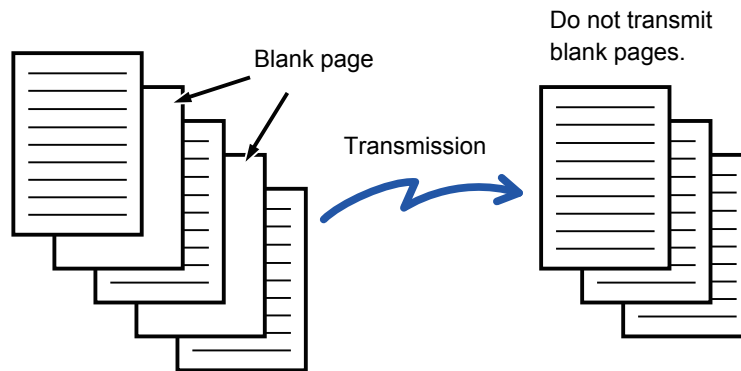 Do not transmit
blank pages.
Blank page
Transmission